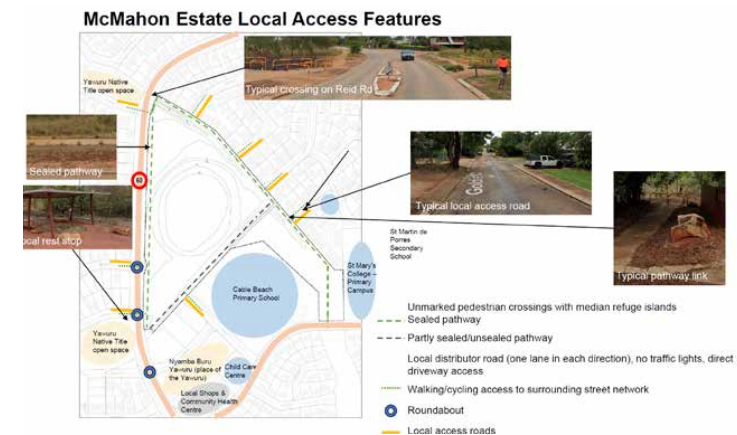 McMahon Estate Local Access Features
Yawuru Native
Title open space
Typical crossing on Reid Rd
Sealed pathway
60
Typical local access road
ocal rest stop
Typical pathway link
St Martin de
Porres
Secondary
School
St Mary's
College –
Primary
Campus
Cable Beach
Primary School
Yawuru
Native Title
open space
Nyamba Buru
Yawuru (place of
the Yawuru)
Child Care
Centre
Local Shops &
Community Health
Centre
Unmarked pedestrian crossings with median refuge islands
Sealed pathway
Partly sealed/unsealed pathway
Local distributor road (one lane in each direction), no traffic lights, direct
driveway access
Walking/cycling access to surrounding street network
Roundabout
Local access roads